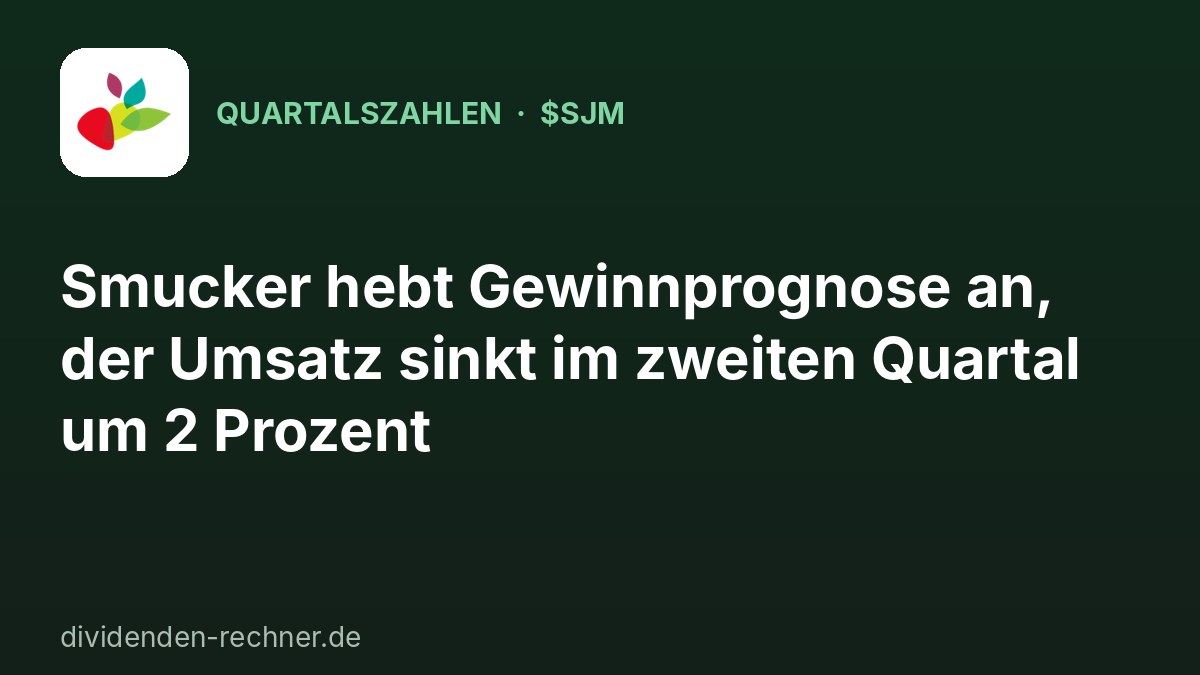 QUARTALSZAHLEN · $SJM
Smucker hebt Gewinnprognose an,
der Umsatz sinkt im zweiten Quartal
um 2 Prozent
dividenden-rechner.de